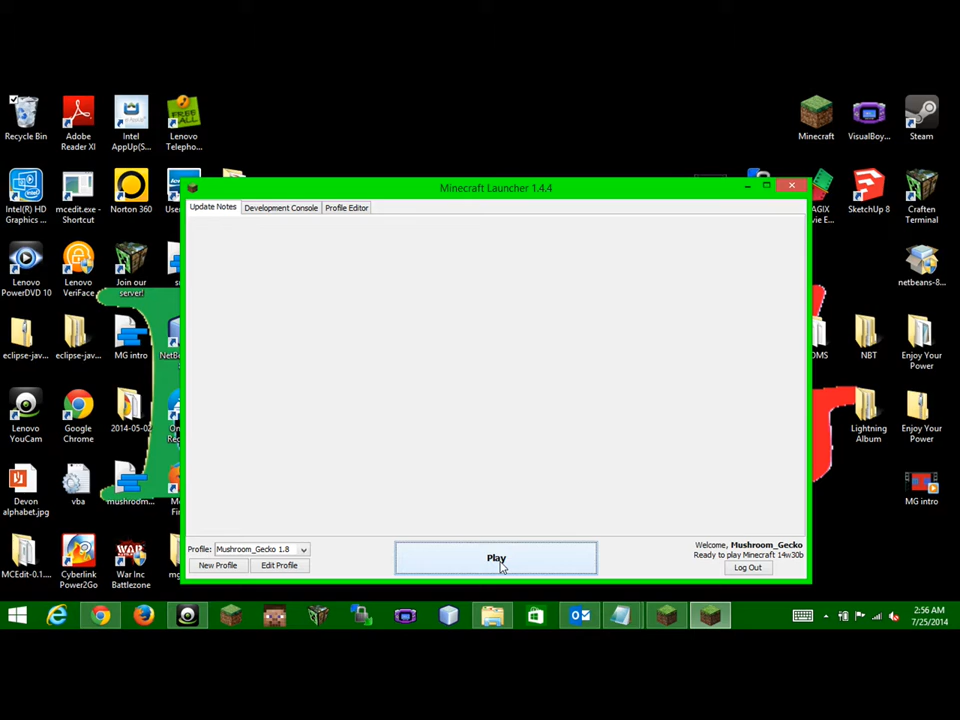 Recycle Bin
Adobe
Reader XI
Intel
AppUp(S...
Lenovo
Telepho...
Minecraft
VisualBoy...
Steam
FREE
Intel(R) HD
Graphics ...
mcedit.exe -
Shortcut
Norton 360
SketchUp 8
Craften
Terminal
Lenovo
PowerDVD 10
Lenovo
VeriFace
Join our
server!
netbeans-8...
eclipse-jav...
eclipse-jav...
MG intro
NBT
Enjoy Your
Power
Lenovo
YouCam
Google
Chrome
2014-05-02
Lightning
Album
Enjoy Your
Power
Devon
alphabet.jpg
vba
mushroom...
MG intro
MCEdit-0.1...
Cyberlink
Power2Go
WAR
War Inc
Battlezone
Minecraft Launcher 1.4.4
Update Notes
Development Console
Profile Editor
Profile:
Mushroom_Gecko 1.8
New Profile
Edit Profile
Play
Welcome, Mushroom_Gecko
Ready to play Minecraft 14w30b
Log Out
2:56 AM
7/25/2014